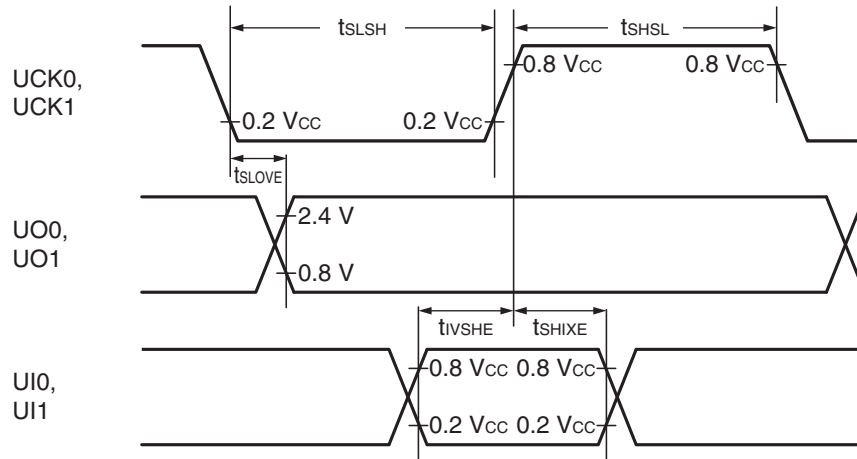 tSLSH tSHSL
UCK0,
UCK1
0.8 VCC 0.8 VCC
0.2 VCC 0.2 VCC
tSLOVE
UO0,
UO1
2.4 V
0.8 V
tIVSHE tSHIXE
UI0,
UI1
0.8 VCC 0.8 VCC
0.2 VCC 0.2 VCC